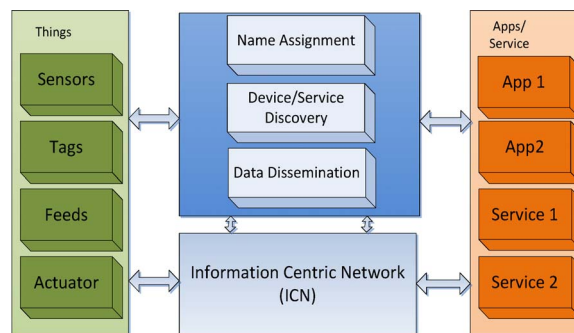 Things
Sensors
Tags
Feeds
Actuator
Name Assignment
Device/Service
Discovery
Data Dissemination
Information Centric Network
(ICN)
Apps/
Service
App 1
App2
Service 1
Service 2